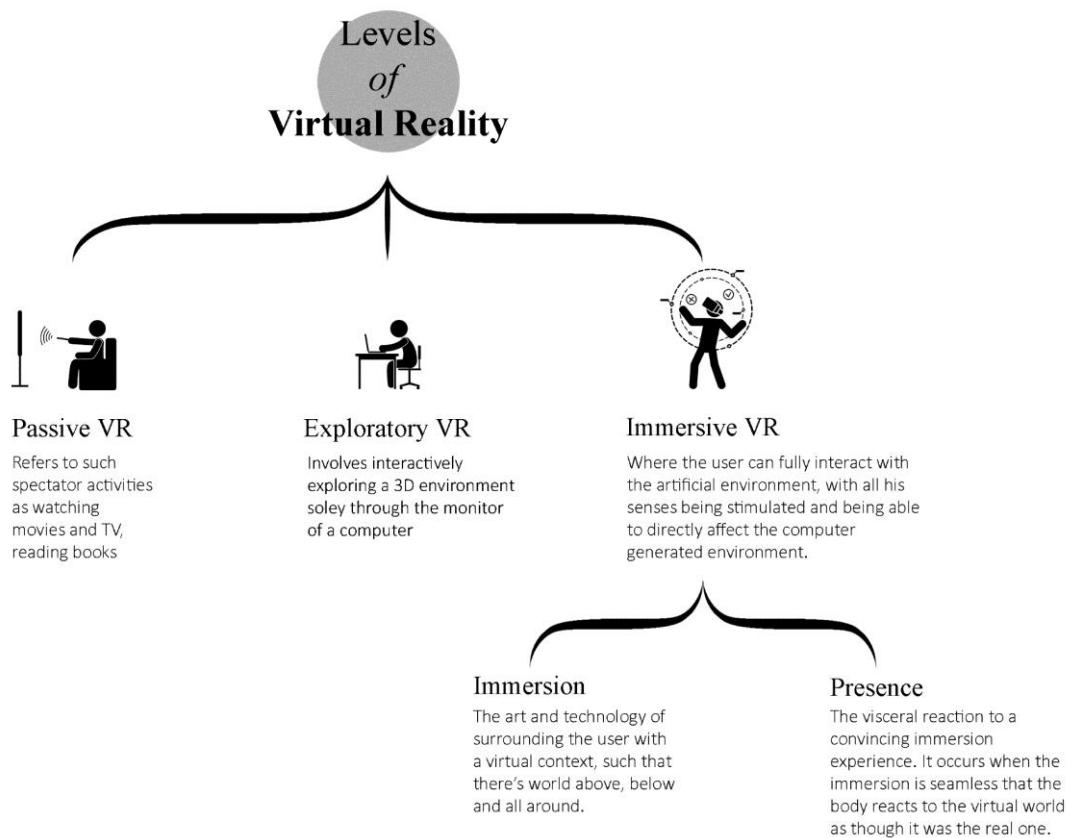 Levels
of
Virtual Reality
Passive VR
Refers to such
spectator activities
as watching
movies and TV,
reading books
Exploratory VR
Involves interactively
exploring a 3D environment
soley through the monitor
of a computer
Immersive VR
Where the user can fully interact with
the artificial environment, with all his
senses being stimulated and being able
to directly affect the computer
generated environment.
Immersion
The art and technology of
surrounding the user with
a virtual context, such that
there's world above, below
and all around.
Presence
The visceral reaction to a
convincing immersion
experience. It occurs when the
immersion is seamless that the
body reacts to the virtual world
as though it was the real one.